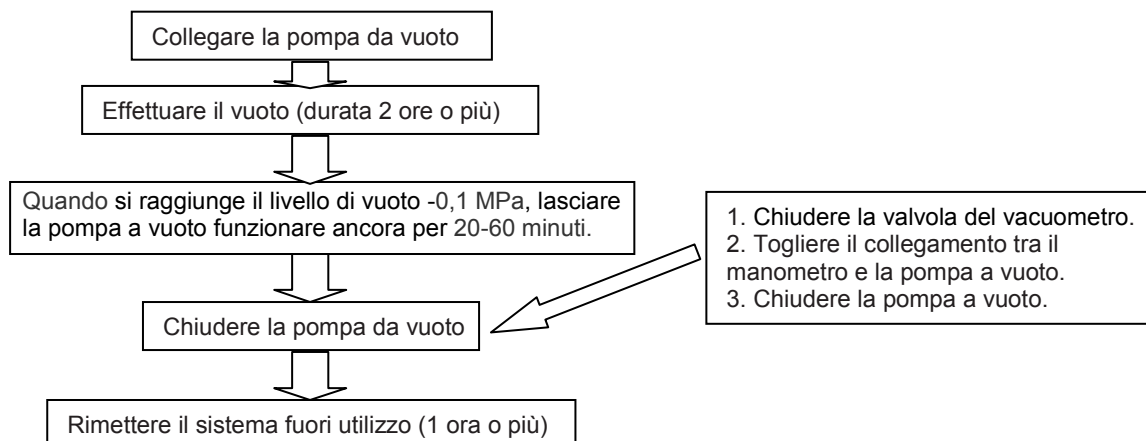 Collegare la pompa da vuoto
Effettuare il vuoto (durata 2 ore o più)
Quando si raggiunge il livello di vuoto -0,1 MPa, lasciare
la pompa a vuoto funzionare ancora per 20-60 minuti.
1. Chiudere la valvola del vacuometro.
2. Togliere il collegamento tra il
manometro e la pompa a vuoto.
3. Chiudere la pompa a vuoto.
Chiudere la pompa da vuoto
Rimettere il sistema fuori utilizzo (1 ora o più)